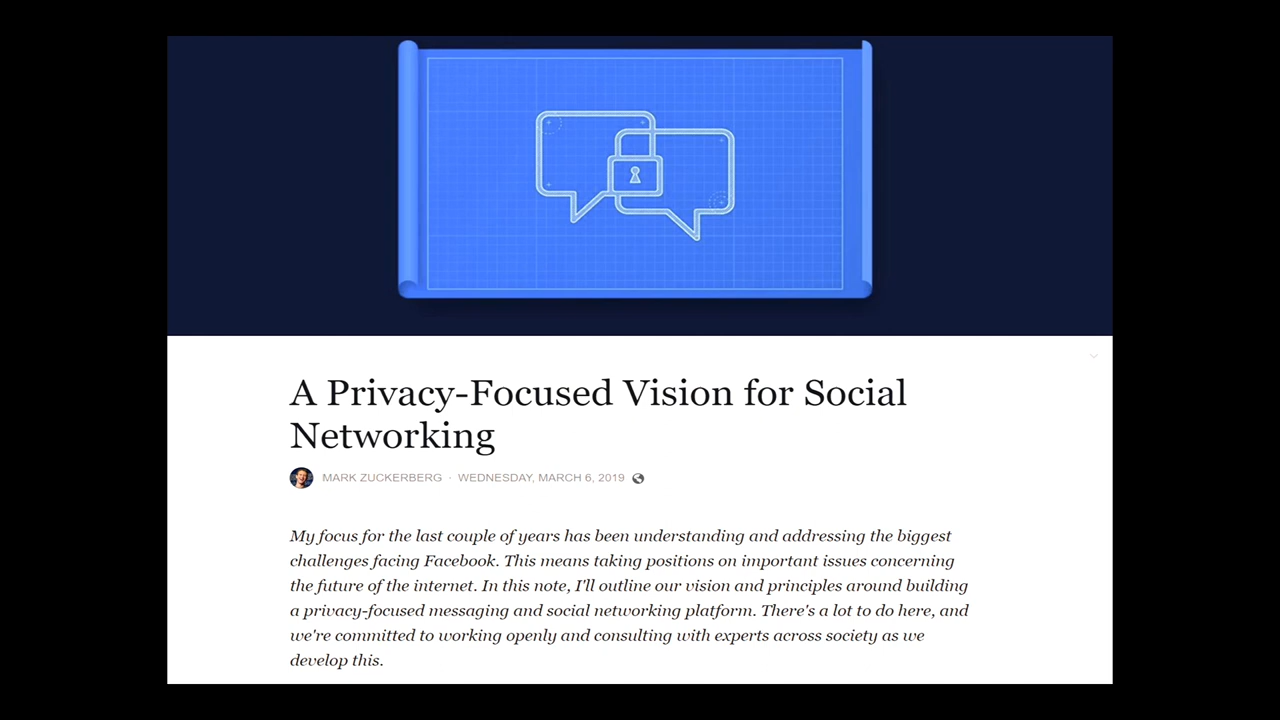 A Privacy-Focused Vision for Social
Networking
MARK ZUCKERBERG · WEDNESDAY, MARCH 6, 2019
My focus for the last couple of years has been understanding and addressing the biggest
challenges facing Facebook. This means taking positions on important issues concerning
the future of the internet. In this note, I'll outline our vision and principles around building
a privacy-focused messaging and social networking platform. There's a lot to do here, and
we're committed to working openly and consulting with experts across society as we
develop this.